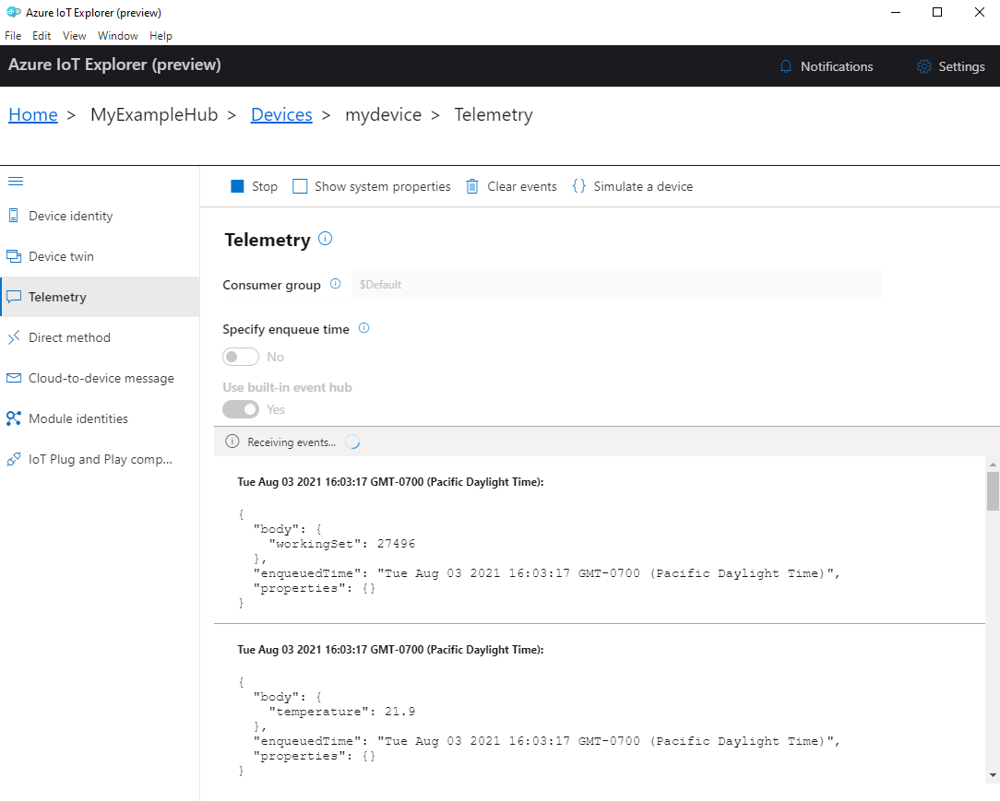 Azure IoT Explorer (preview)
File Edit View Window Help
Azure IoT Explorer (preview) Notifications Settings
Home > MyExampleHub > Devices > mydevice > Telemetry
Stop Show system properties Clear events Simulate a device
Device identity
Device twin
Telemetry
Direct method
Cloud-to-device message
Module identities
IoT Plug and Play comp...
Telemetry
Consumer group $Default
Specify enqueue time
No
Use built-in event hub
Yes
Receiving events...
Tue Aug 03 2021 16:03:17 GMT-0700 (Pacific Daylight Time):
{
"body": {
"workingSet": 27496
},
"enqueuedTime": "Tue Aug 03 2021 16:03:17 GMT-0700 (Pacific Daylight Time)",
"properties": {}
}
Tue Aug 03 2021 16:03:17 GMT-0700 (Pacific Daylight Time):
{
"body": {
"temperature": 21.9
},
"enqueuedTime": "Tue Aug 03 2021 16:03:17 GMT-0700 (Pacific Daylight Time)",
"properties": {}
}